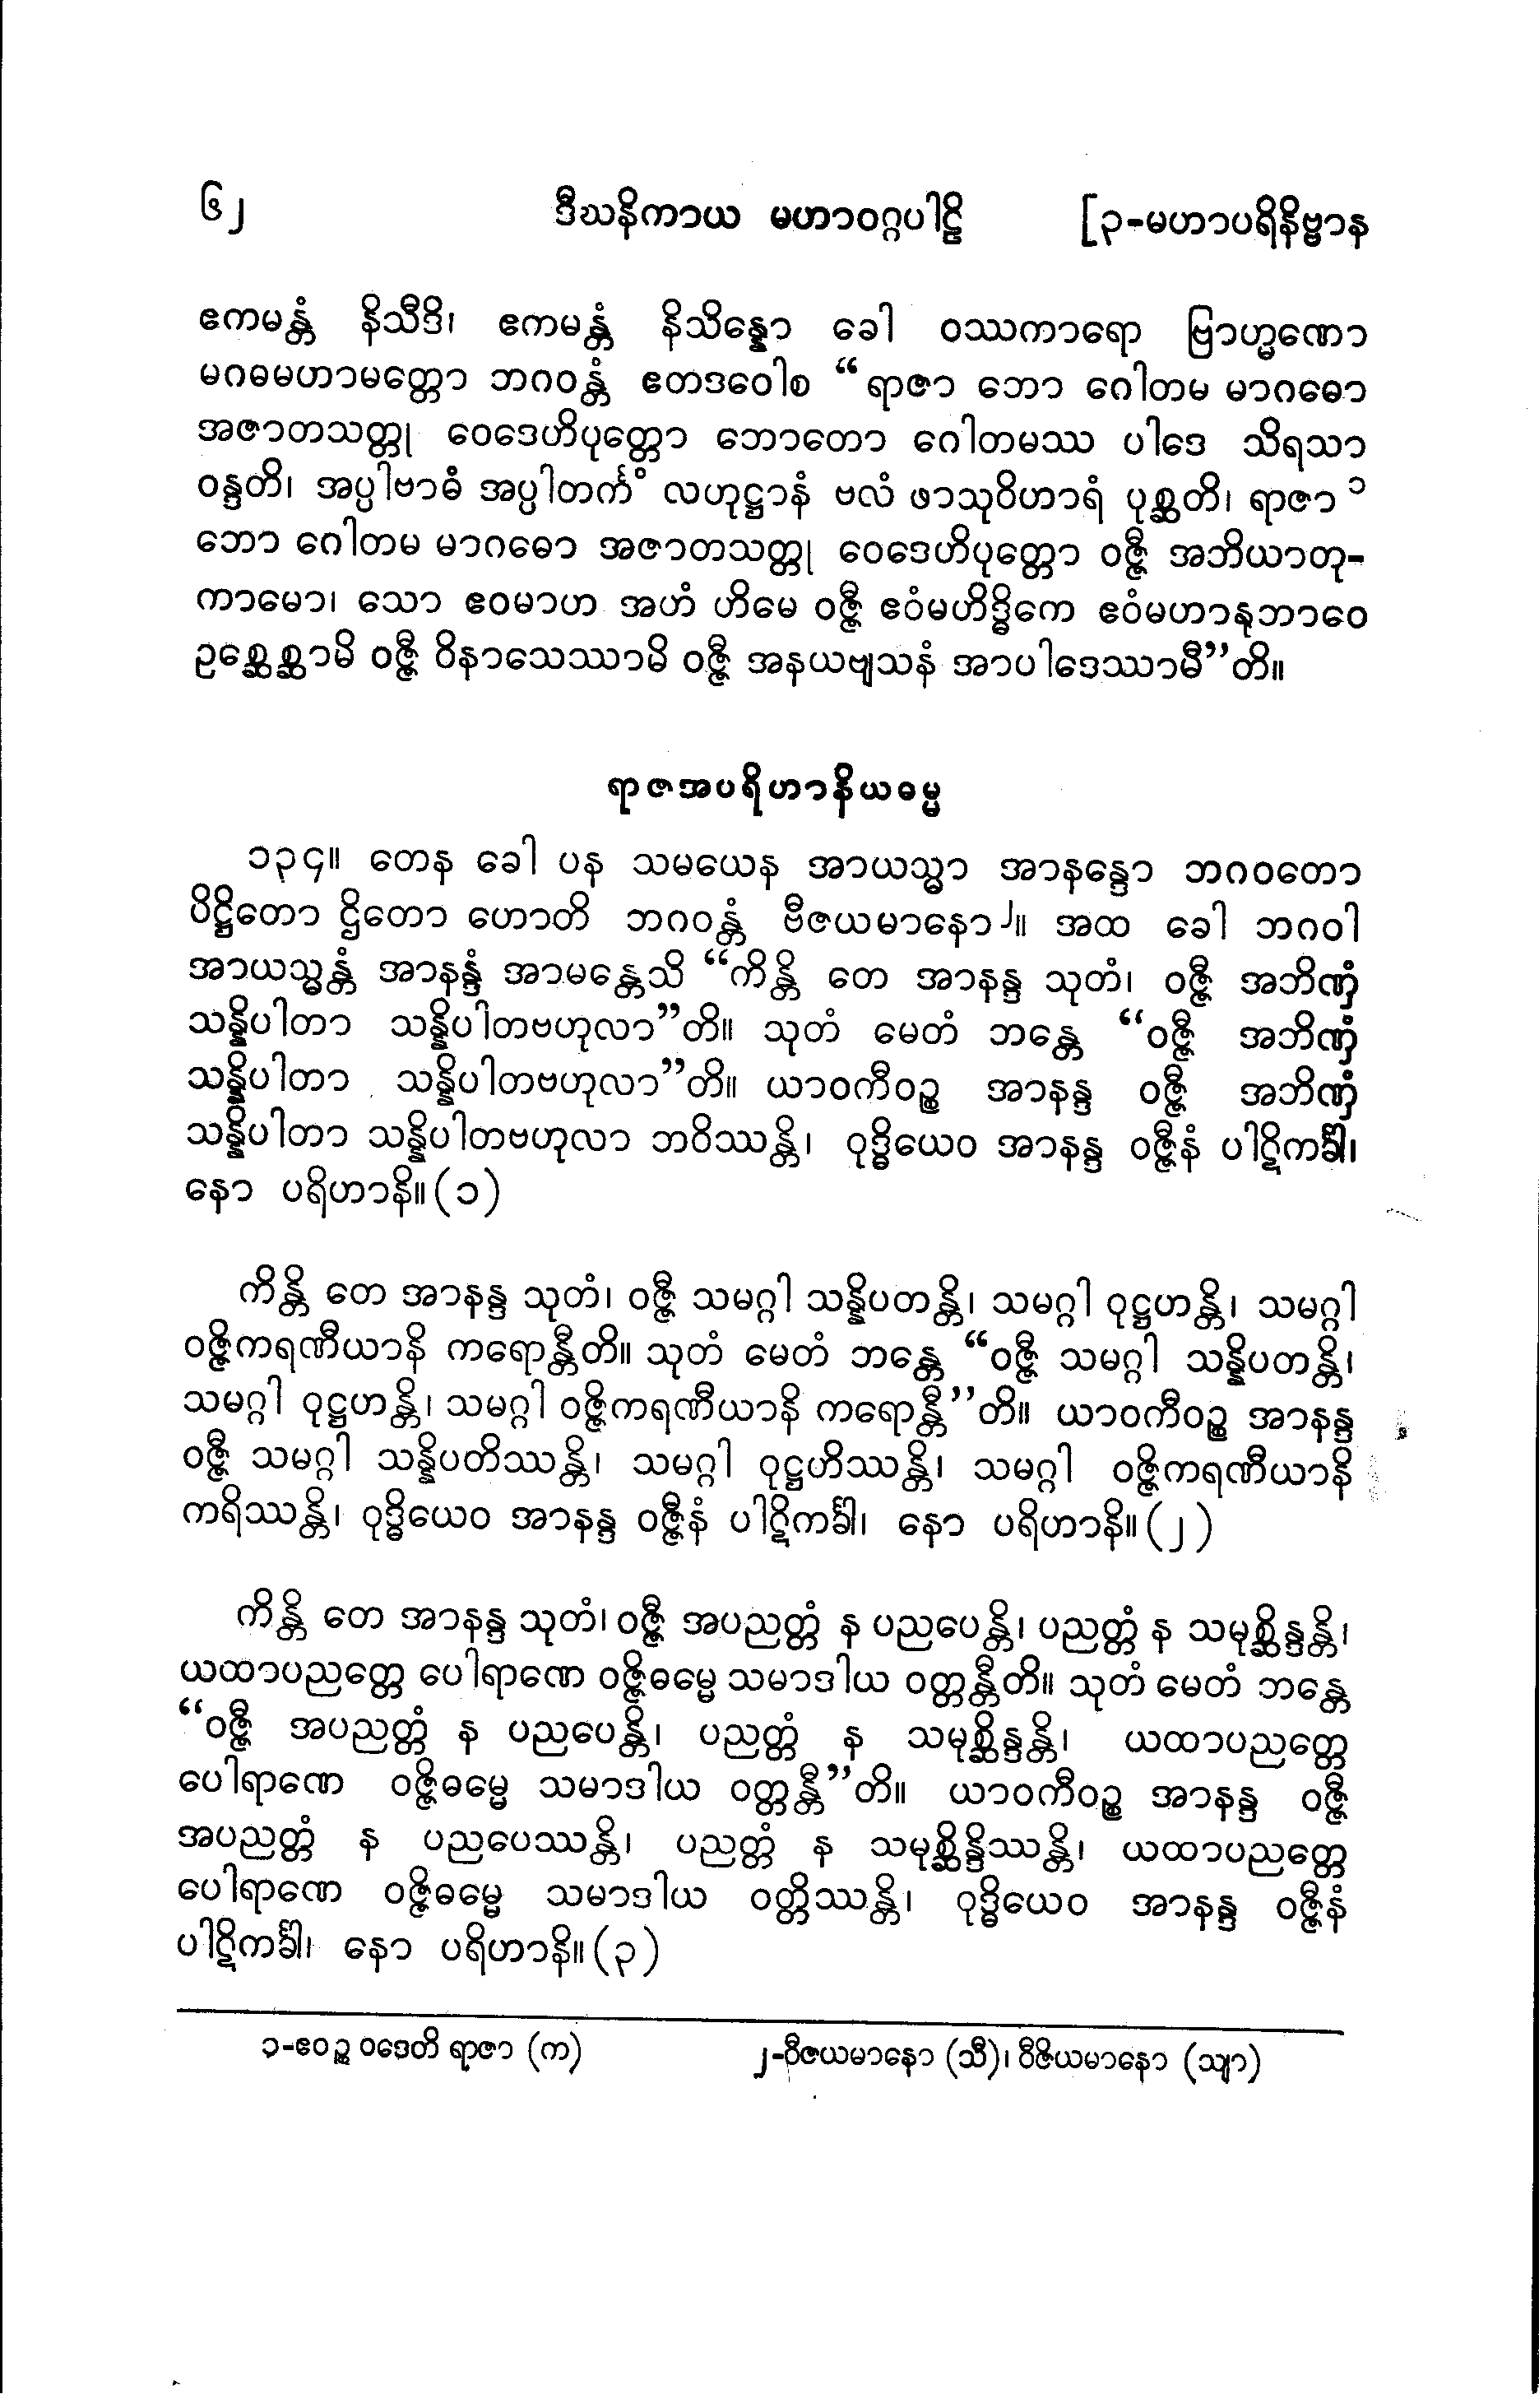 ၆၂ ဒီဃနိကာယ မဟာဝဂ္ဂပါဠိ [၃-မဟာပရိနိဗ္ဗာန
ဧကမန္တံ နိသီဒိ၊ ဧကမန္တံ နိသိန္နော ခေါ ဝဿကာရော ဗြာဟ္မဏော
မဂဓမဟာမတ္တော ဘဂဝန္တံ ဧတဒဝေါစ “ရာဇာ ဘော ဂေါတမ မာဂဓော
အဇာတသတ္တု ဝေဒေဟိပုတ္တော ဘောတော ဂေါတမဿ ပါဒေ သိရသာ
ဝန္ဒတိ၊ အပ္ပါဗာဓံ အပ္ပါတင်္ကံ လဟုဋ္ဌာနံ ဗလံ ဖာသုဝိဟာရံ ပုစ္ဆတိ၊ ရာဇာ ၁
ဘော ဂေါတမ မာဂဓော အဇာတသတ္တု ဝေဒေဟိပုတ္တော ဝဇ္ဇီ အဘိယာတု-
ကာမော၊ သော ဧဝမာဟ အဟံ ဟိမေ ဝဇ္ဇီ ဧဝံမဟိဒ္ဓိကေ ဧဝံမဟာနုဘာဝေ
ဥစ္ဆေစ္ဆာမိ ဝဇ္ဇီ ဝိနာသေဿာမိ ဝဇ္ဇီ အနယဗျသနံ အာပါဒေဿာမီ”တိ။
ရာဇအပရိဟာနိယဓမ္မ
၁၃၄။ တေန ခေါ ပန သမယေန အာယသ္မာ အာနန္ဒော ဘဂဝတော
ပိဋ္ဌိတော ဌိတော ဟောတိ ဘဂဝန္တံ ဗီဇယမာနော၂။ အထ ခေါ ဘဂဝါ
အာယသ္မန္တံ အာနန္ဒံ အာမန္တေသိ “ကိန္တိ တေ အာနန္ဒ သုတံ၊ ဝဇ္ဇီ အဘိဏှံ
သန္နိပါတာ သန္နိပါတဗဟုလာ”တိ။ သုတံ မေတံ ဘန္တေ “ဝဇ္ဇီ အဘိဏှံ
သန္နိပါတာ သန္နိပါတဗဟုလာ”တိ။ ယာဝကီဝဉ္စ အာနန္ဒ ဝဇ္ဇီ အဘိဏှံ
သန္နိပါတာ သန္နိပါတဗဟုလာ ဘဝိဿန္တိ၊ ဝုဒ္ဓိယေဝ အာနန္ဒ ဝဇ္ဇီနံ ပါဋိကင်္ခါ၊
နော ပရိဟာနိ။ (၁)
ကိန္တိ တေ အာနန္ဒ သုတံ၊ ဝဇ္ဇီ သမဂ္ဂါ သန္နိပတန္တိ၊ သမဂ္ဂါ ဝုဋ္ဌဟန္တိ၊ သမဂ္ဂါ
ဝဇ္ဇိကရဏီယာနိ ကရောန္တီတိ။ သုတံ မေတံ ဘန္တေ “ဝဇ္ဇီ သမဂ္ဂါ သန္နိပတန္တိ၊
သမဂ္ဂါ ဝုဋ္ဌဟန္တိ၊ သမဂ္ဂါ ဝဇ္ဇိကရဏီယာနိ ကရောန္တီ”တိ။ ယာဝကီဝဉ္စ အာနန္ဒ
ဝဇ္ဇီ သမဂ္ဂါ သန္နိပတိဿန္တိ၊ သမဂ္ဂါ ဝုဋ္ဌဟိဿန္တိ၊ သမဂ္ဂါ ဝဇ္ဇိကရဏီယာနိ
ကရိဿန္တိ၊ ဝုဒ္ဓိယေဝ အာနန္ဒ ဝဇ္ဇီနံ ပါဋိကင်္ခါ၊ နော ပရိဟာနိ။ (၂)
ကိန္တိ တေ အာနန္ဒ သုတံ၊ ဝဇ္ဇီ အပညတ္တံ န ပညပေန္တိ၊ ပညတ္တံ န သမုစ္ဆိန္ဒန္တိ၊
ယထာပညတ္တေ ပေါရာဏေ ဝဇ္ဇိဓမ္မေ သမာဒါယ ဝတ္တန္တီတိ။ သုတံ မေတံ ဘန္တေ
“ဝဇ္ဇီ အပညတ္တံ န ပညပေန္တိ၊ ပညတ္တံ န သမုစ္ဆိန္ဒန္တိ၊ ယထာပညတ္တေ
ပေါရာဏေ ဝဇ္ဇိဓမ္မေ သမာဒါယ ဝတ္တန္တီ”တိ။ ယာဝကီဝဉ္စ အာနန္ဒ ဝဇ္ဇီ
အပညတ္တံ န ပညပေဿန္တိ၊ ပညတ္တံ န သမုစ္ဆိန္ဒိဿန္တိ၊ ယထာပညတ္တေ
ပေါရာဏေ ဝဇ္ဇိဓမ္မေ သမာဒါယ ဝတ္တိဿန္တိ၊ ဝုဒ္ဓိယေဝ အာနန္ဒ ဝဇ္ဇီနံ
ပါဋိကင်္ခါ၊ နော ပရိဟာနိ။ (၃)
၁-ဧဝဉ္စ ဝဒေတိ ရာဇာ (က) ၂-ဝီဇယမာနော (သီ)၊ ဝီဇိယမာနော (သျာ)